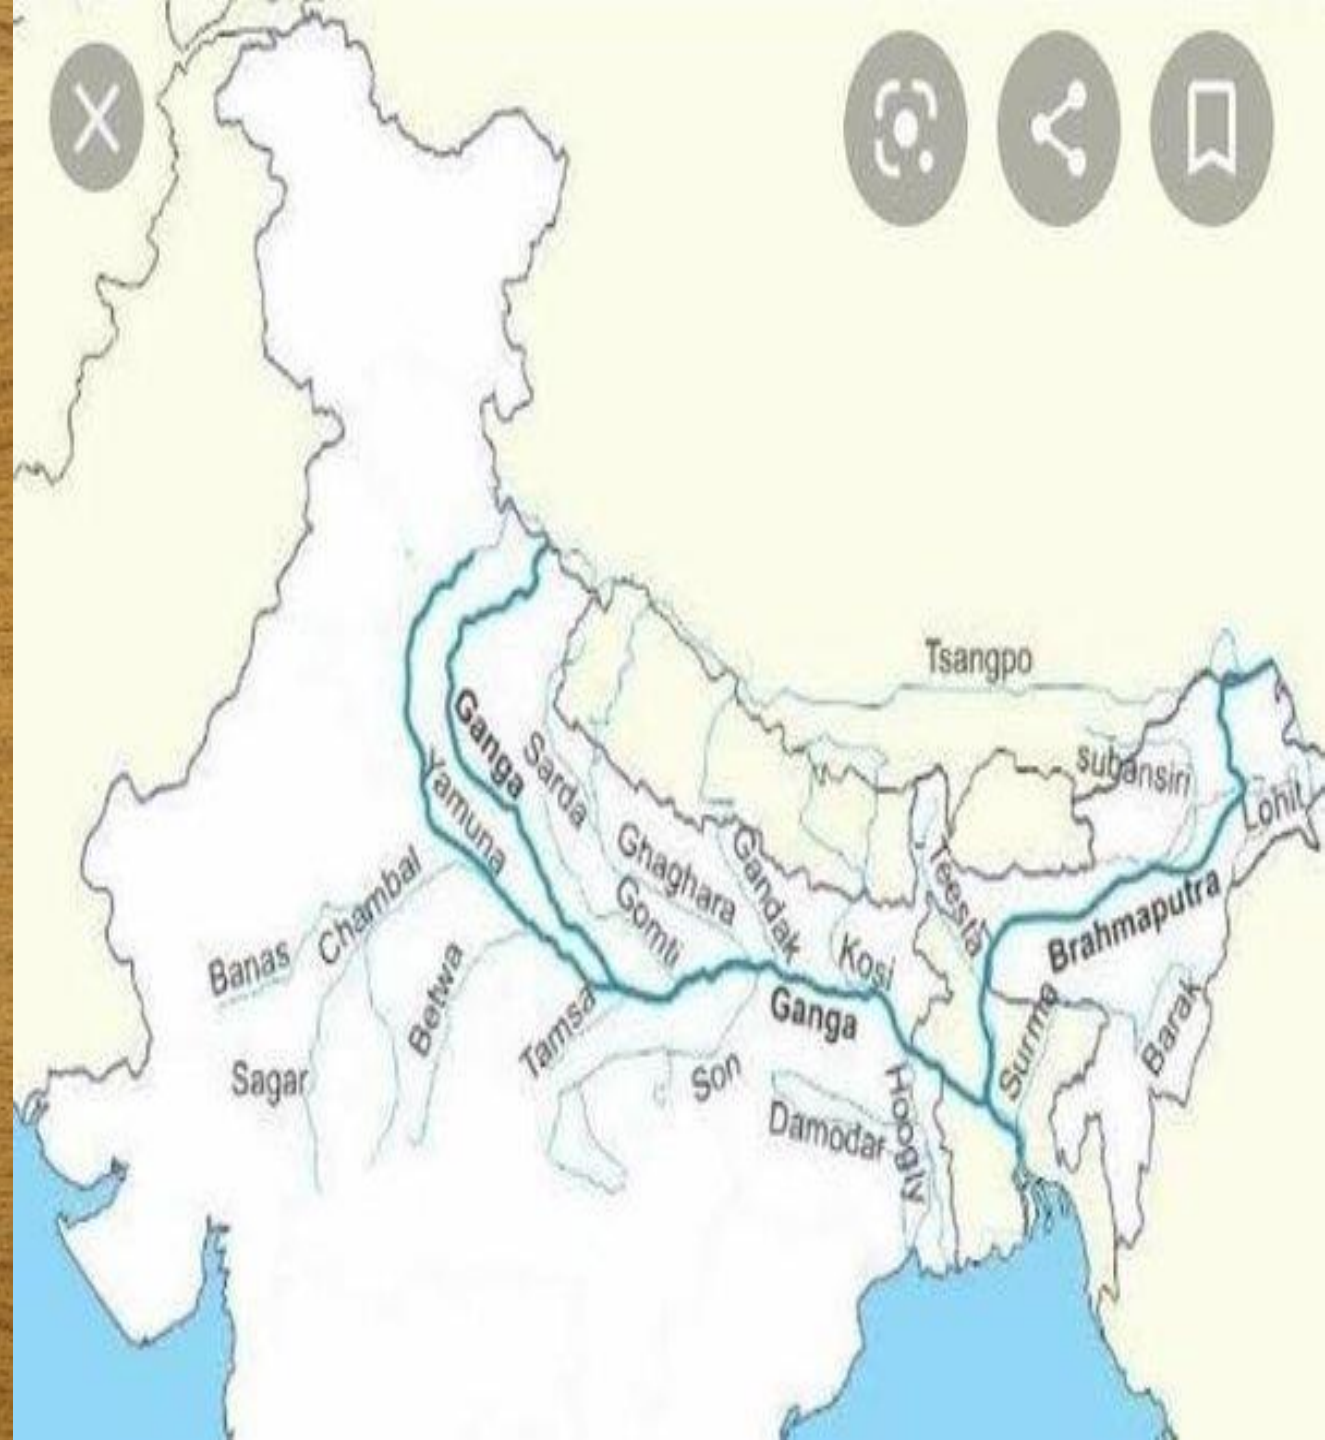 Tsangpo
subansiri
Lohit
Ganga
Sarda
Yamuna
Ghaghara
Gandak
Teesta
Brahmaputra
Chambal
Gomti
Kosi
Banas
Betwa
Tamsa
Ganga
Surma
Barak
Sagar
Son
Damodar
Hoogly